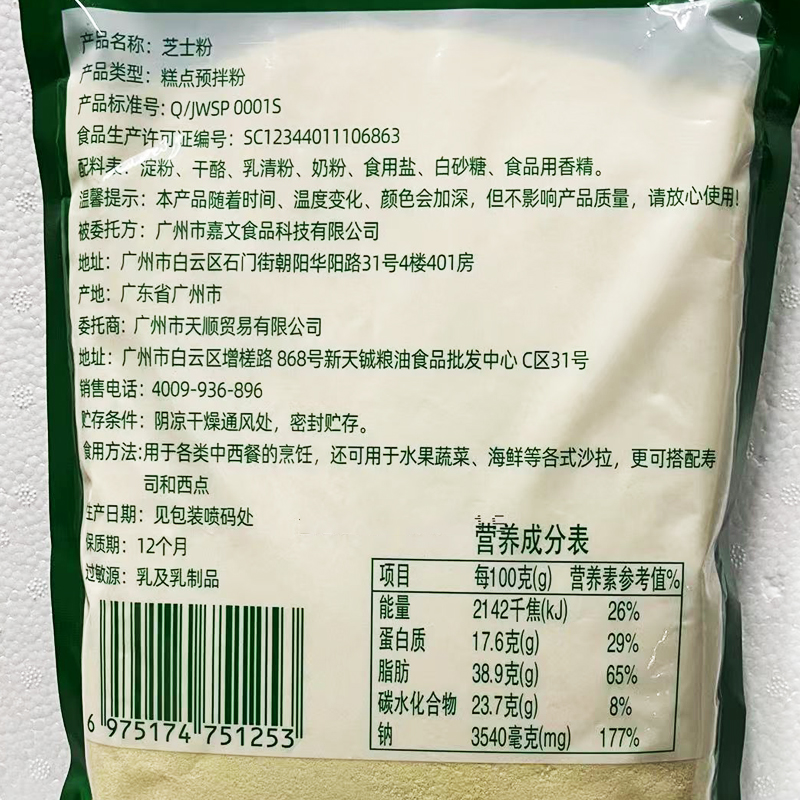 产品名称：芝士粉
产品类型：糕点预拌粉
产品标准号：Q/JWSP 0001S
食品生产许可证编号：SC12344011106863
配料表：淀粉、干酪、乳清粉、奶粉、食用盐、白砂糖、食品用香精。
温馨提示：本产品随着时间、温度变化、颜色会加深，但不影响产品质量，请放心使用！
被委托方：广州市嘉文食品科技有限公司
地址：广州市白云区石门街朝阳华阳路31号4楼401房
产地：广东省广州市
委托商：广州市天顺贸易有限公司
地址：广州市白云区增槎路 868号新天铖粮油食品批发中心 C区31号
销售电话：4009-936-896
贮存条件：阴凉干燥通风处，密封贮存。
食用方法:用于各类中西餐的烹饪，还可用于水果蔬菜、海鲜等各式沙拉，更可搭配寿
司和西点
生产日期：见包装喷码处
保质期：12个月
过敏源：乳及乳制品
营养成分表
项目 每100克(g) 营养素参考值%
能量 2142千焦(kJ) 26%
蛋白质 17.6克(g) 29%
脂肪 38.9克(g) 65%
碳水化合物 23.7克(g) 8%
钠 3540毫克(mg) 177%
6 975174 751253